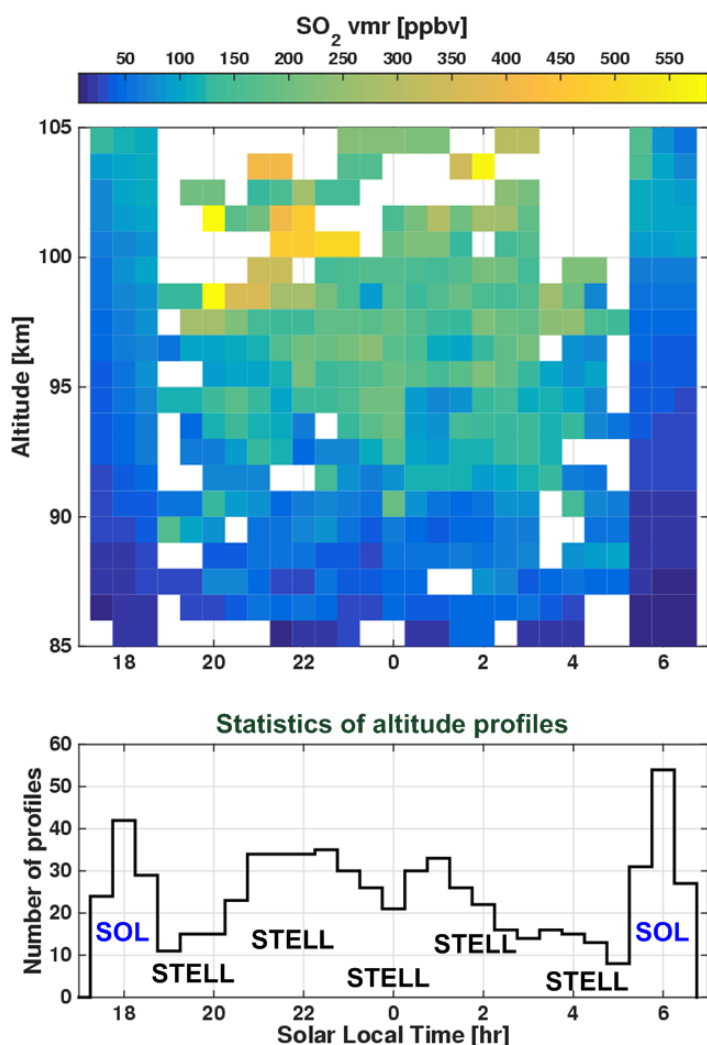 SO2 vmr [ppbv]
50 100 150 200 250 300 350 400 450 500 550
Altitude [km]
105
100
95
90
85
18 20 22 0 2 4 6
Statistics of altitude profiles
Number of profiles
60
50
40
30
20
10
0
SOL STELL STELL STELL STELL STELL SOL
18 20 22 0 2 4 6
Solar Local Time [hr]